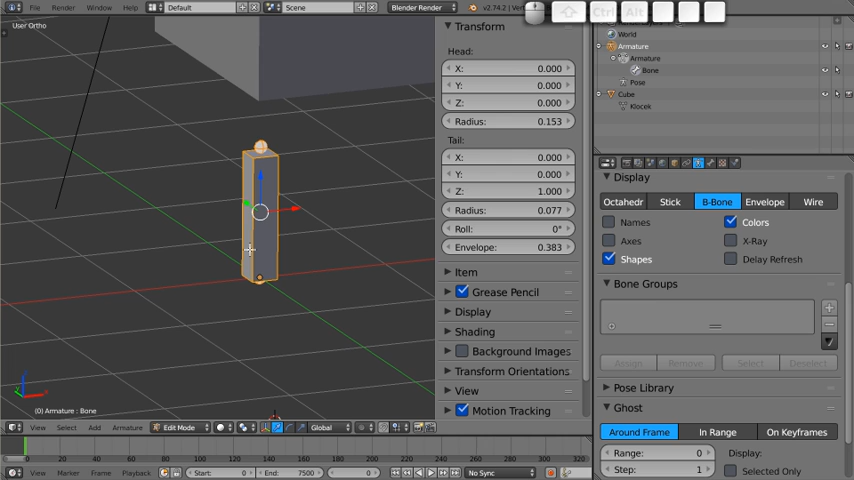 File Render Window Help Default Scene Blender Render v2.74.2
User Ortho
Ctrl Alt
Transform
Head:
X: 0.000
Y: 0.000
Z: 0.000
Radius: 0.153
Tail:
X: 0.000
Y: 0.000
Z: 1.000
Radius: 0.077
Roll: 0°
Envelope: 0.383
Item
Grease Pencil
Display
Shading
Background Images
Transform Orientations
View
Motion Tracking
World
Armature
Armature
Bone
Pose
Cube
Klocek
Display
Octahedr Stick B-Bone Envelope Wire
Names Colors
Axes X-Ray
Shapes Delay Refresh
Bone Groups
Assign Remove Select Deselect
Pose Library
Ghost
Around Frame In Range On Keyframes
Range: 0 Display:
Step: 1 Selected Only
(0) Armature : Bone
View Select Add Armature Edit Mode Global
0 20 40 60 80 100 120 140 160 180 200 220 240 260 280 300 320
View Marker Frame Playback Start: 0 End: 7500 0 No Sync